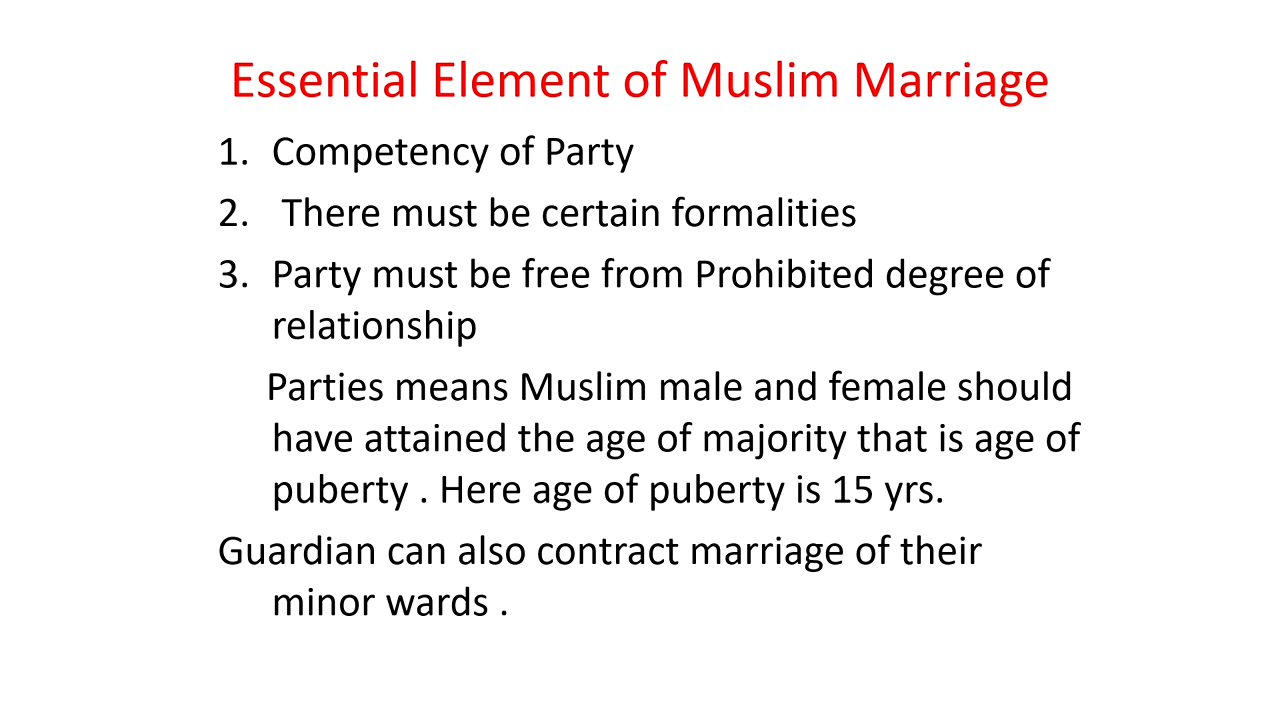 Essential Element of Muslim Marriage
1. Competency of Party
2. There must be certain formalities
3. Party must be free from Prohibited degree of
relationship
Parties means Muslim male and female should
have attained the age of majority that is age of
puberty . Here age of puberty is 15 yrs.
Guardian can also contract marriage of their
minor wards .